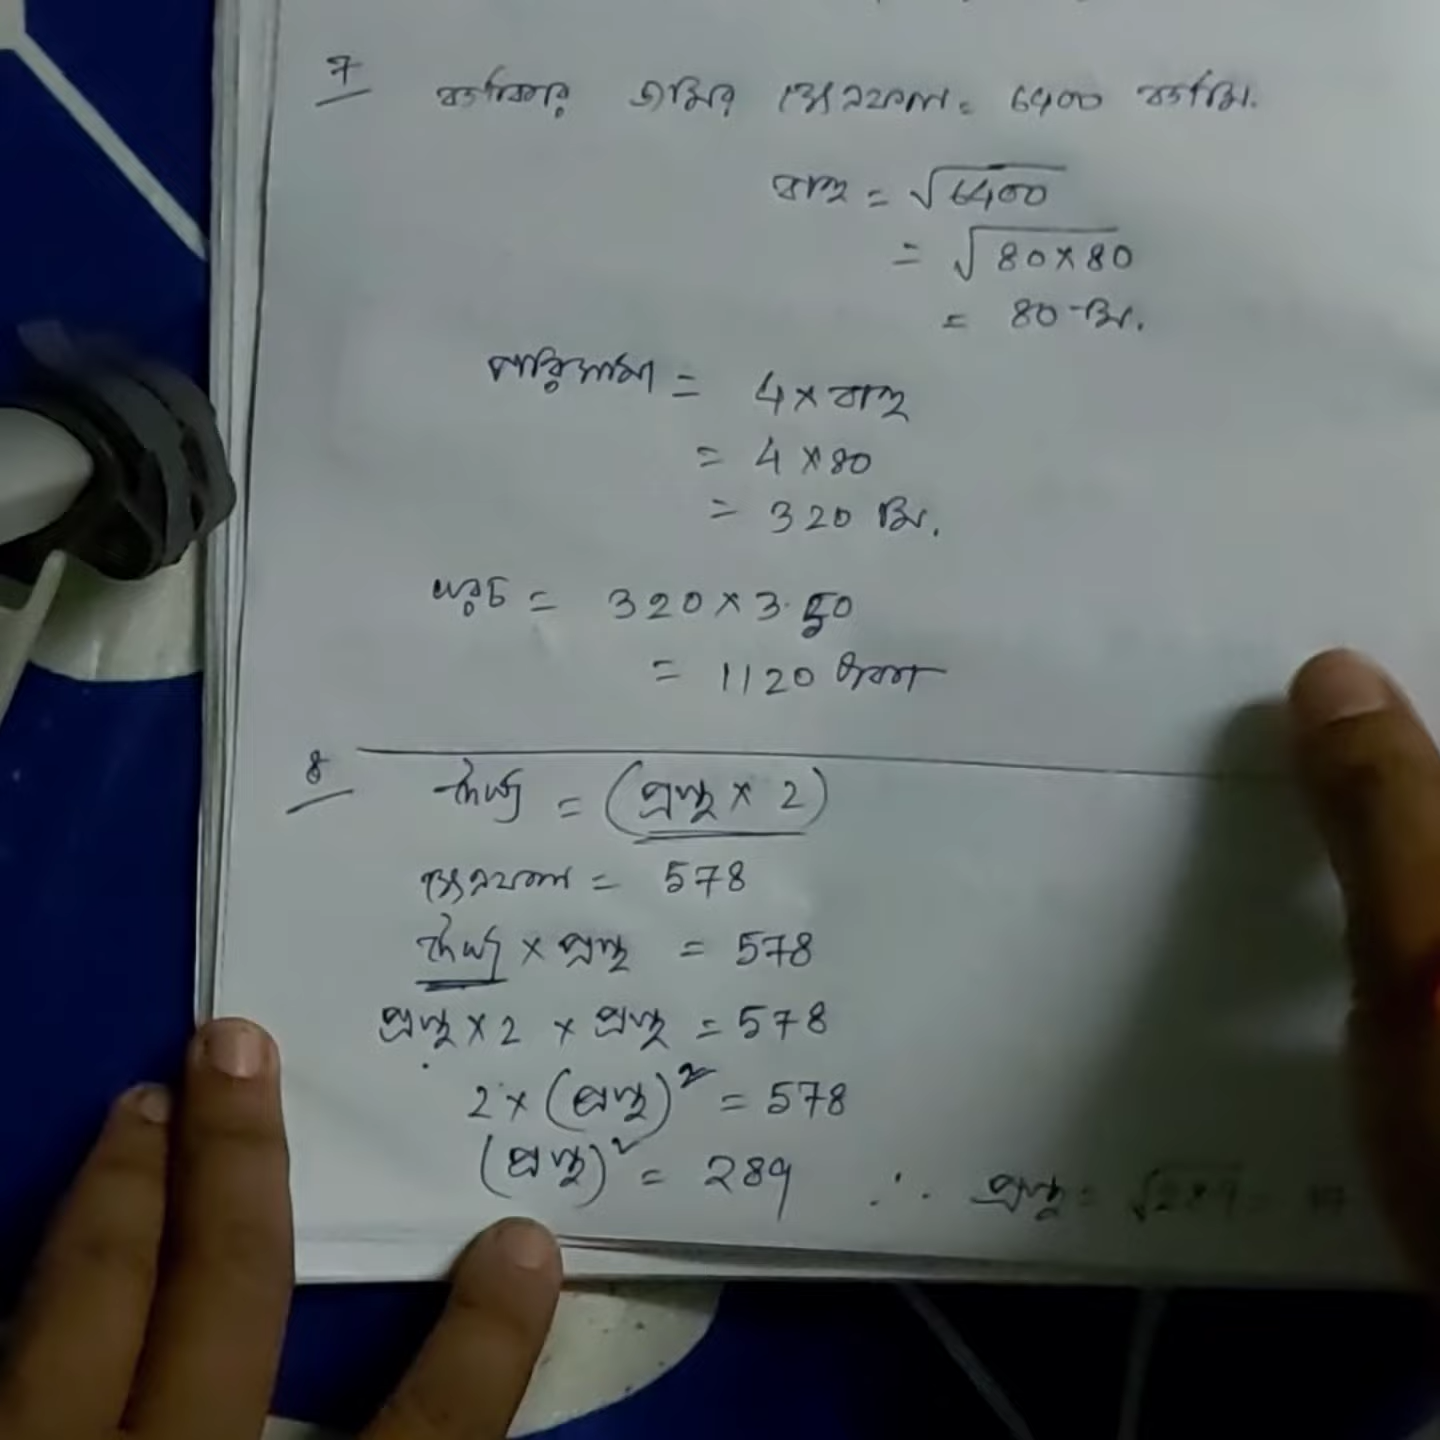 7 বর্গাকার জমির ক্ষেত্রফল = 6400 বর্গমি.
বাহু = √6400
= √80×80
= 80 মি.
পরিসীমা = 4 × বাহু
= 4 × 80
= 320 মি.
খরচ = 320 × 3.50
= 1120 টাকা
8 দৈর্ঘ্য = (প্রস্থ × 2)
ক্ষেত্রফল = 578
দৈর্ঘ্য × প্রস্থ = 578
প্রস্থ × 2 × প্রস্থ = 578
2 × (প্রস্থ)² = 578
(প্রস্থ)² = 289 ∴ প্রস্থ = √289 =